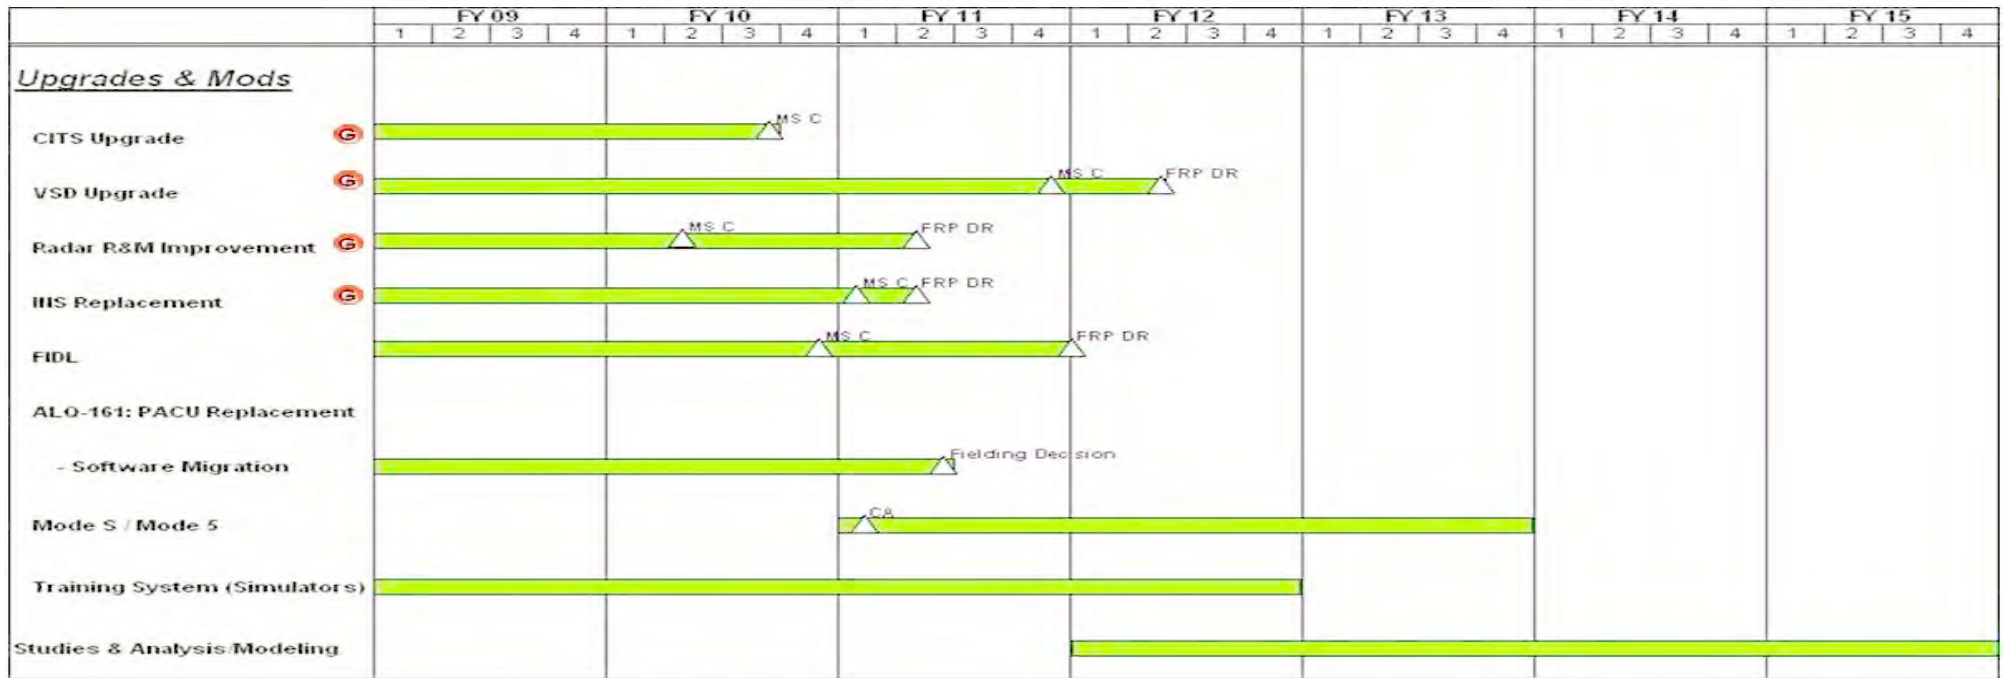 FY 09 FY 10 FY 11 FY 12 FY 13 FY 14 FY 15
1 2 3 4 1 2 3 4 1 2 3 4 1 2 3 4 1 2 3 4 1 2 3 4 1 2 3 4
Upgrades & Mods
CITS Upgrade G MS C
VSD Upgrade G MS C FRP DR
Radar R&M Improvement G MS C FRP DR
INS Replacement G MS C FRP DR
FIDL MS C FRP DR
ALQ-161: PACU Replacement
- Software Migration Fielding Decision
Mode S / Mode 5 CA
Training System (Simulators)
Studies & Analysis/Modeling